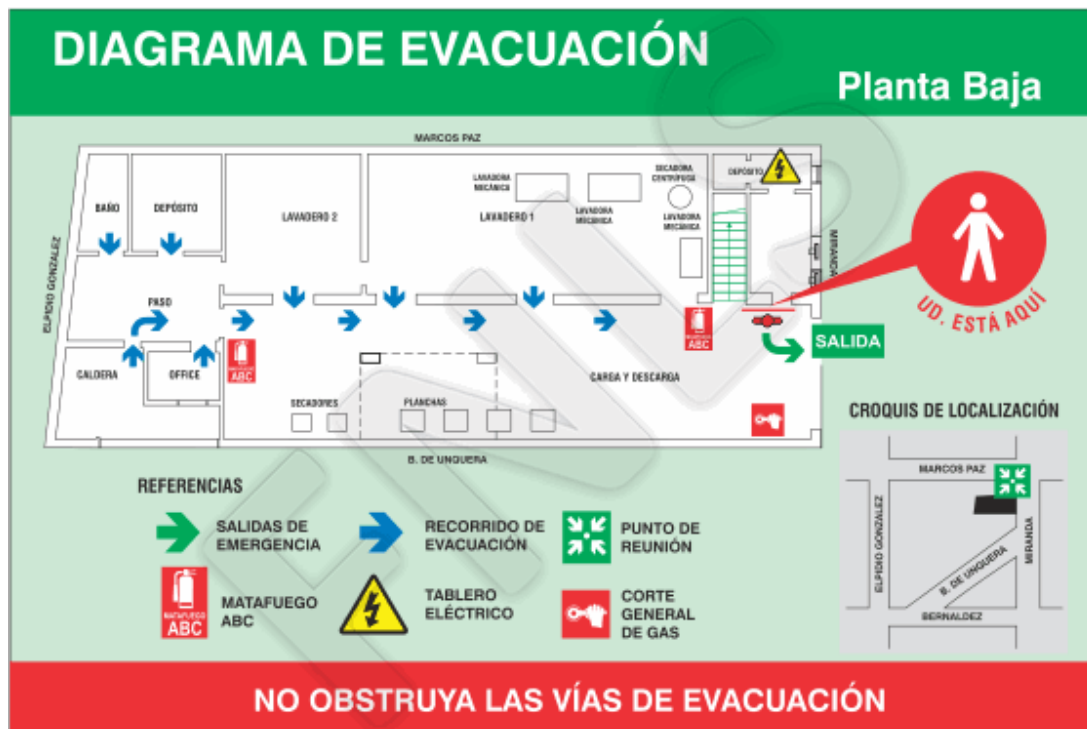 DIAGRAMA DE EVACUACIÓN
Planta Baja
MARCOS PAZ
ELPIDIO GONZALEZ
BAÑO
DEPÓSITO
LAVADERO 2
LAVADORA
MECÁNICA
LAVADERO 1
LAVADORA
MECÁNICA
SECADORA
CENTRÍFUGA
LAVADORA
MECÁNICA
DEPÓSITO
MIRANDA
UD. ESTÁ AQUÍ
PASO
CALDERA
OFFICE
MATAFUEGO
ABC
MATAFUEGO
ABC
SALIDA
CARGA Y DESCARGA
SECADORES
PLANCHAS
B. DE UNQUERA
CROQUIS DE LOCALIZACIÓN
MARCOS PAZ
ELPIDIO GONZALEZ
B. DE UNQUERA
MIRANDA
BERNALDEZ
REFERENCIAS
SALIDAS DE
EMERGENCIA
RECORRIDO DE
EVACUACIÓN
PUNTO DE
REUNIÓN
MATAFUEGO
ABC
MATAFUEGO
ABC
TABLERO
ELÉCTRICO
CORTE
GENERAL
DE GAS
NO OBSTRUYA LAS VÍAS DE EVACUACIÓN